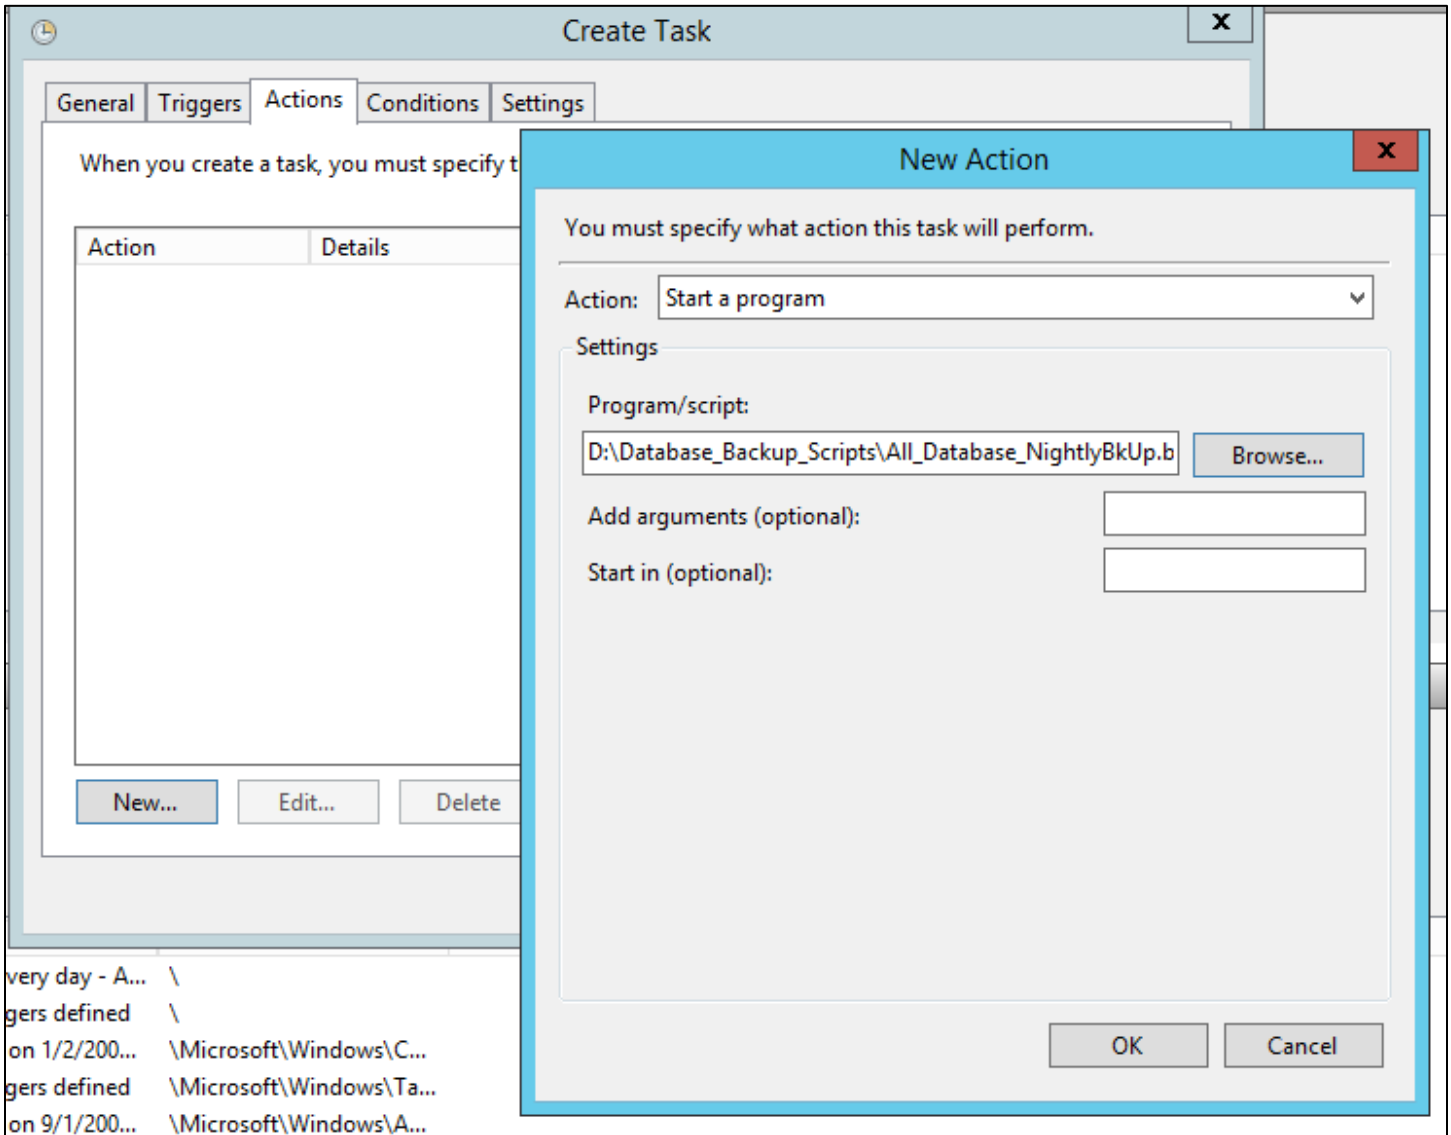 Create Task
X
General Triggers Actions Conditions Settings
When you create a task, you must specify t
Action Details
New... Edit... Delete
New Action
X
You must specify what action this task will perform.
Action: Start a program
Settings
Program/script:
D:\Database_Backup_Scripts\All_Database_NightlyBkUp.b Browse...
Add arguments (optional):
Start in (optional):
OK Cancel
very day - A... \
gers defined \
on 1/2/200... \Microsoft\Windows\C...
gers defined \Microsoft\Windows\Ta...
on 9/1/200... \Microsoft\Windows\A...